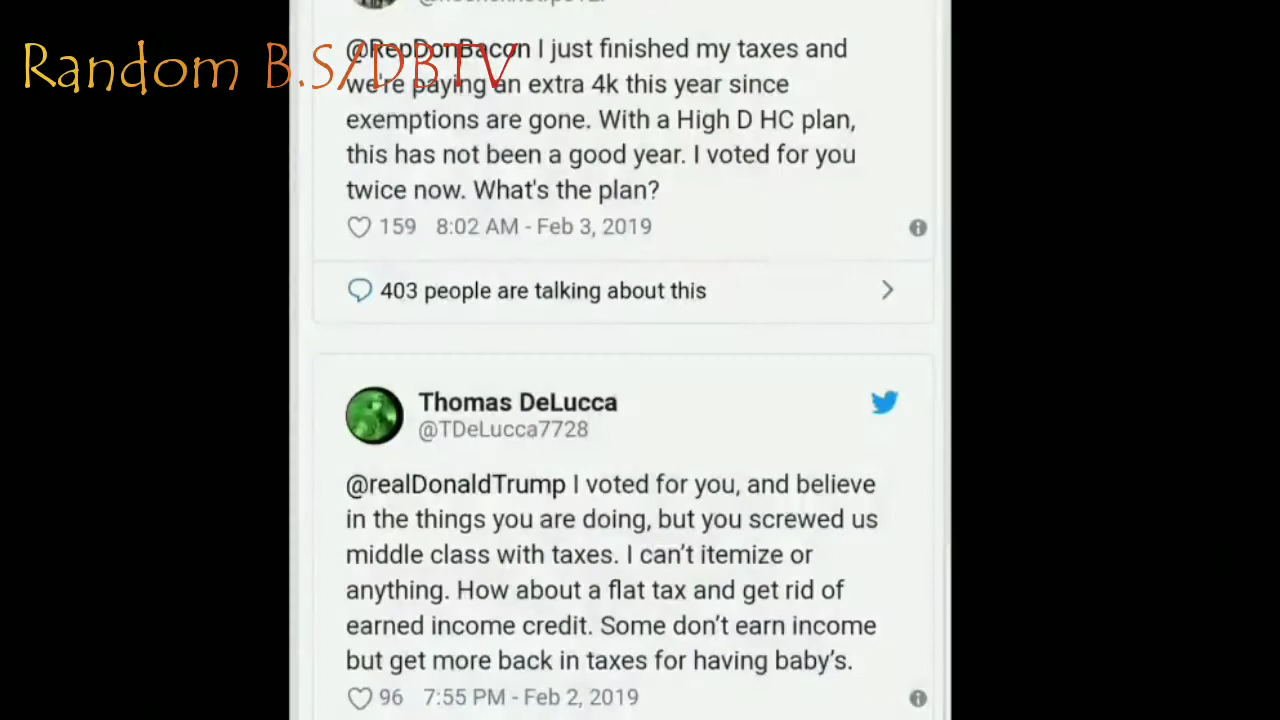 Random B.S/DBTV
@RepDonBacon I just finished my taxes and
we're paying an extra 4k this year since
exemptions are gone. With a High D HC plan,
this has not been a good year. I voted for you
twice now. What's the plan?
159 8:02 AM - Feb 3, 2019
403 people are talking about this
Thomas DeLucca
@TDeLucca7728
@realDonaldTrump I voted for you, and believe
in the things you are doing, but you screwed us
middle class with taxes. I can’t itemize or
anything. How about a flat tax and get rid of
earned income credit. Some don’t earn income
but get more back in taxes for having baby’s.
96 7:55 PM - Feb 2, 2019